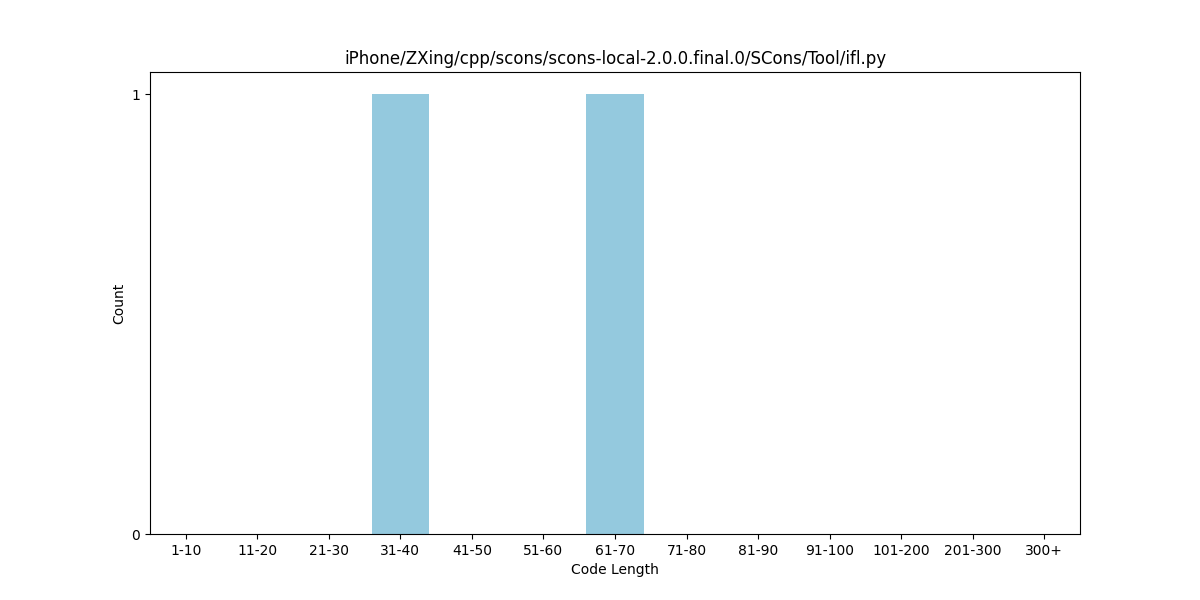 iPhone/ZXing/cpp/scons/scons-local-2.0.0.final.0/SCons/Tool/ifl.py
1
Count
0
1-10 11-20 21-30 31-40 41-50 51-60 61-70 71-80 81-90 91-100 101-200 201-300 300+
Code Length